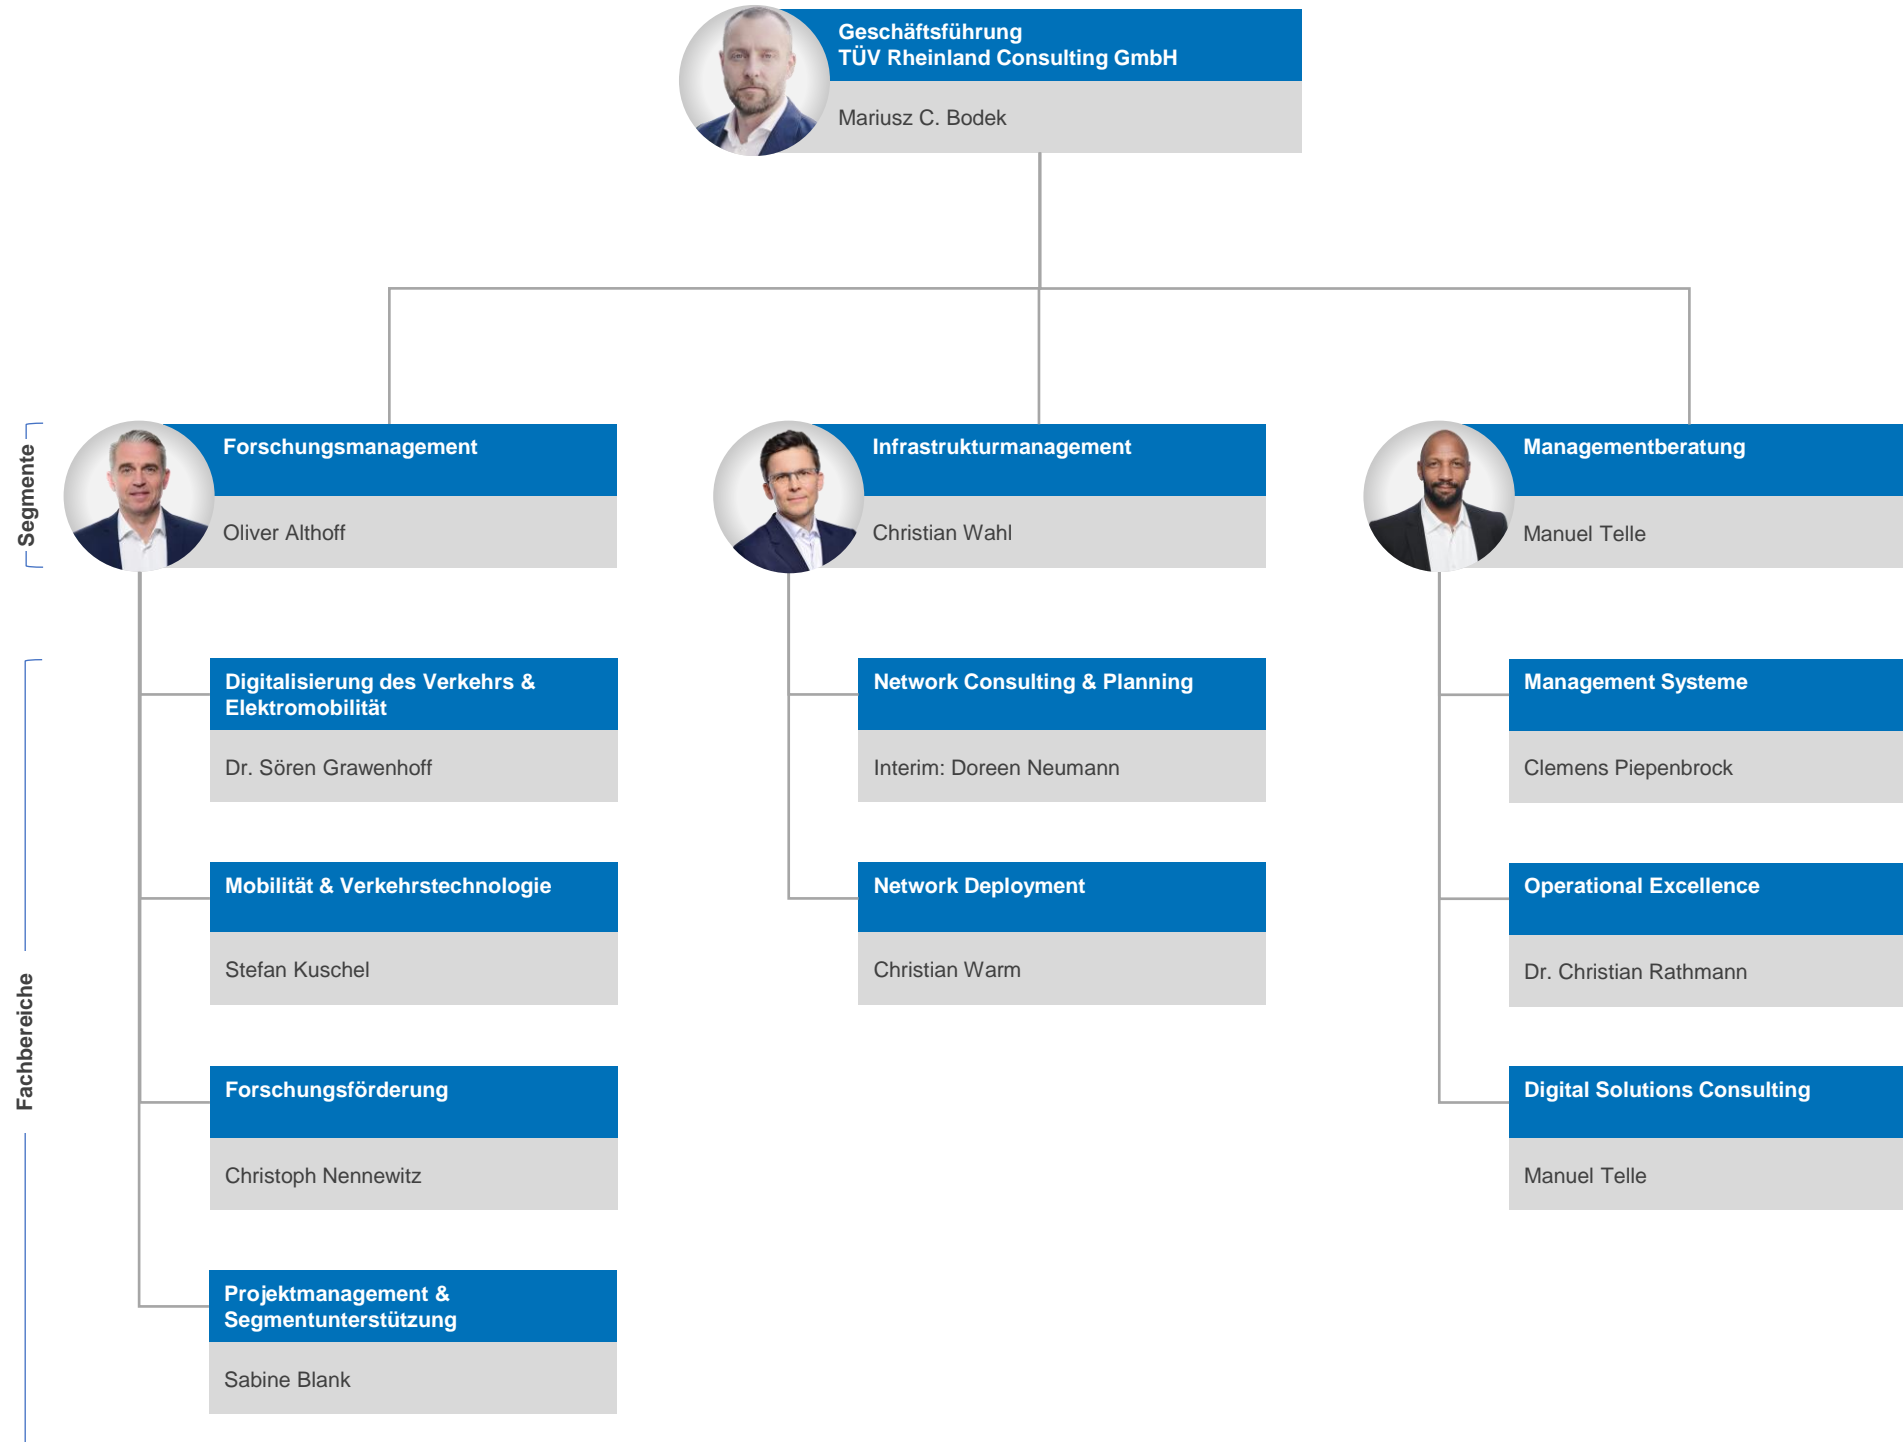 Geschäftsführung
TÜV Rheinland Consulting GmbH
Mariusz C. Bodek
Segmente
Forschungsmanagement
Oliver Althoff
Infrastrukturmanagement
Christian Wahl
Managementberatung
Manuel Telle
Fachbereiche
Digitalisierung des Verkehrs &
Elektromobilität
Dr. Sören Grawenhoff
Mobilität & Verkehrstechnologie
Stefan Kuschel
Forschungsförderung
Christoph Nennewitz
Projektmanagement &
Segmentunterstützung
Sabine Blank
Network Consulting & Planning
Interim: Doreen Neumann
Network Deployment
Christian Warm
Management Systeme
Clemens Piepenbrock
Operational Excellence
Dr. Christian Rathmann
Digital Solutions Consulting
Manuel Telle